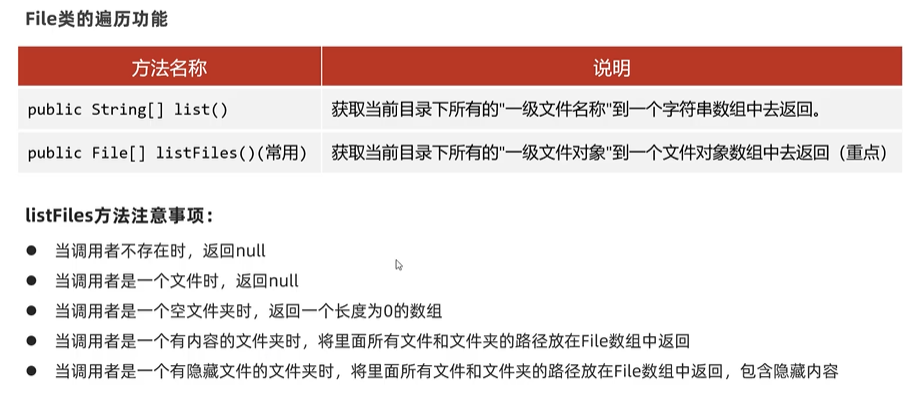 File类的遍历功能
方法名称 说明
public String[] list() 获取当前目录下所有的"一级文件名称"到一个字符串数组中去返回。
public File[] listFiles()(常用) 获取当前目录下所有的"一级文件对象"到一个文件对象数组中去返回（重点）
listFiles方法注意事项：
● 当调用者不存在时，返回null
● 当调用者是一个文件时，返回null
● 当调用者是一个空文件夹时，返回一个长度为0的数组
● 当调用者是一个有内容的文件夹时，将里面所有文件和文件夹的路径放在File数组中返回
● 当调用者是一个有隐藏文件的文件夹时，将里面所有文件和文件夹的路径放在File数组中返回，包含隐藏内容